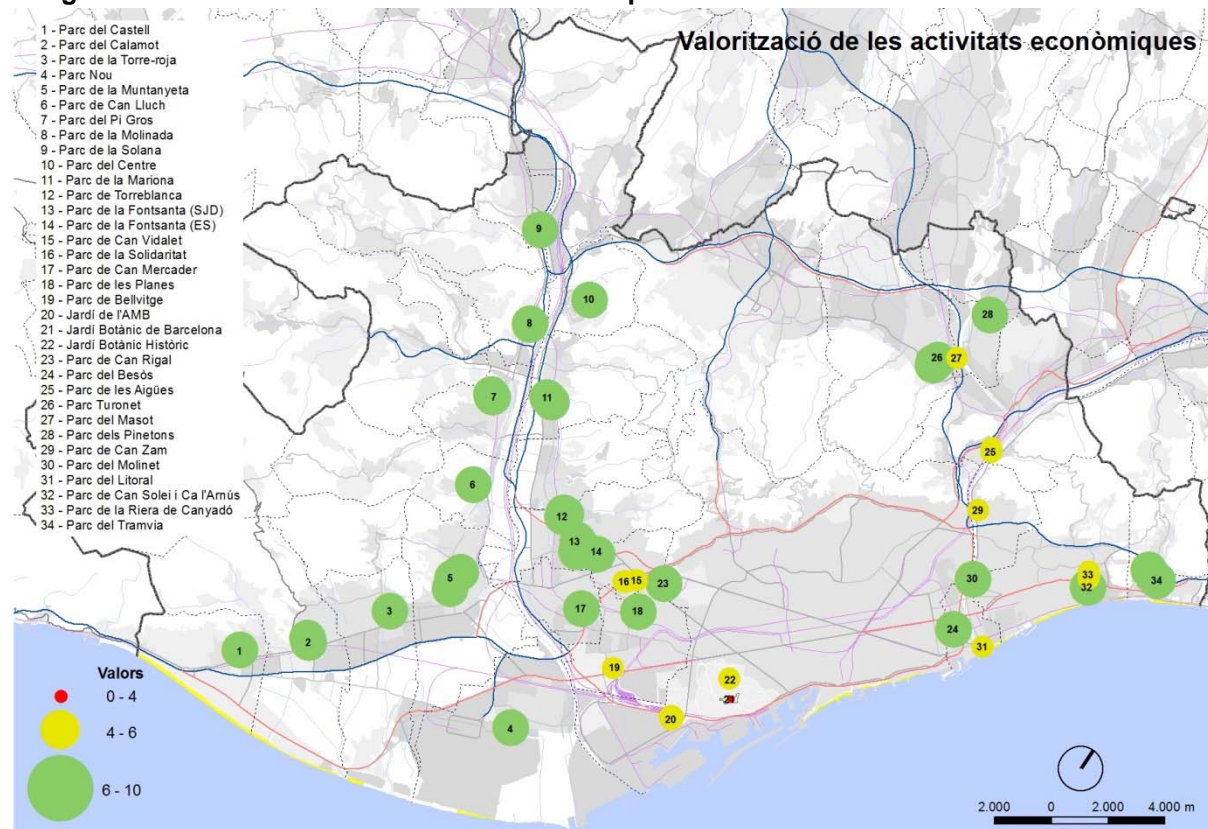 Valorització de les activitats econòmiques
1 - Parc del Castell
2 - Parc del Calamot
3 - Parc de la Torre-roja
4 - Parc Nou
5 - Parc de la Muntanyeta
6 - Parc de Can Lluch
7 - Parc del Pi Gros
8 - Parc de la Molinada
9 - Parc de la Solana
10 - Parc del Centre
11 - Parc de la Mariona
12 - Parc de Torreblanca
13 - Parc de la Fontsanta (SJD)
14 - Parc de la Fontsanta (ES)
15 - Parc de Can Vidalet
16 - Parc de la Solidaritat
17 - Parc de Can Mercader
18 - Parc de les Planes
19 - Parc de Bellvitge
20 - Jardí de l'AMB
21 - Jardí Botànic de Barcelona
22 - Jardí Botànic Històric
23 - Parc de Can Rigal
24 - Parc del Besòs
25 - Parc de les Aigües
26 - Parc Turonet
27 - Parc del Masot
28 - Parc dels Pinetons
29 - Parc de Can Zam
30 - Parc del Molinet
31 - Parc del Litoral
32 - Parc de Can Solei i Ca l'Arnús
33 - Parc de la Riera de Canyadó
34 - Parc del Tramvia
9
10
8
28
26
27
7
11
25
6
29
12
13
14
5
16
15
23
30
33
32
34
3
17
18
2
24
1
31
19
22
20
4
Valors
0 - 4
4 - 6
6 - 10
2.000
0
2.000
4.000 m